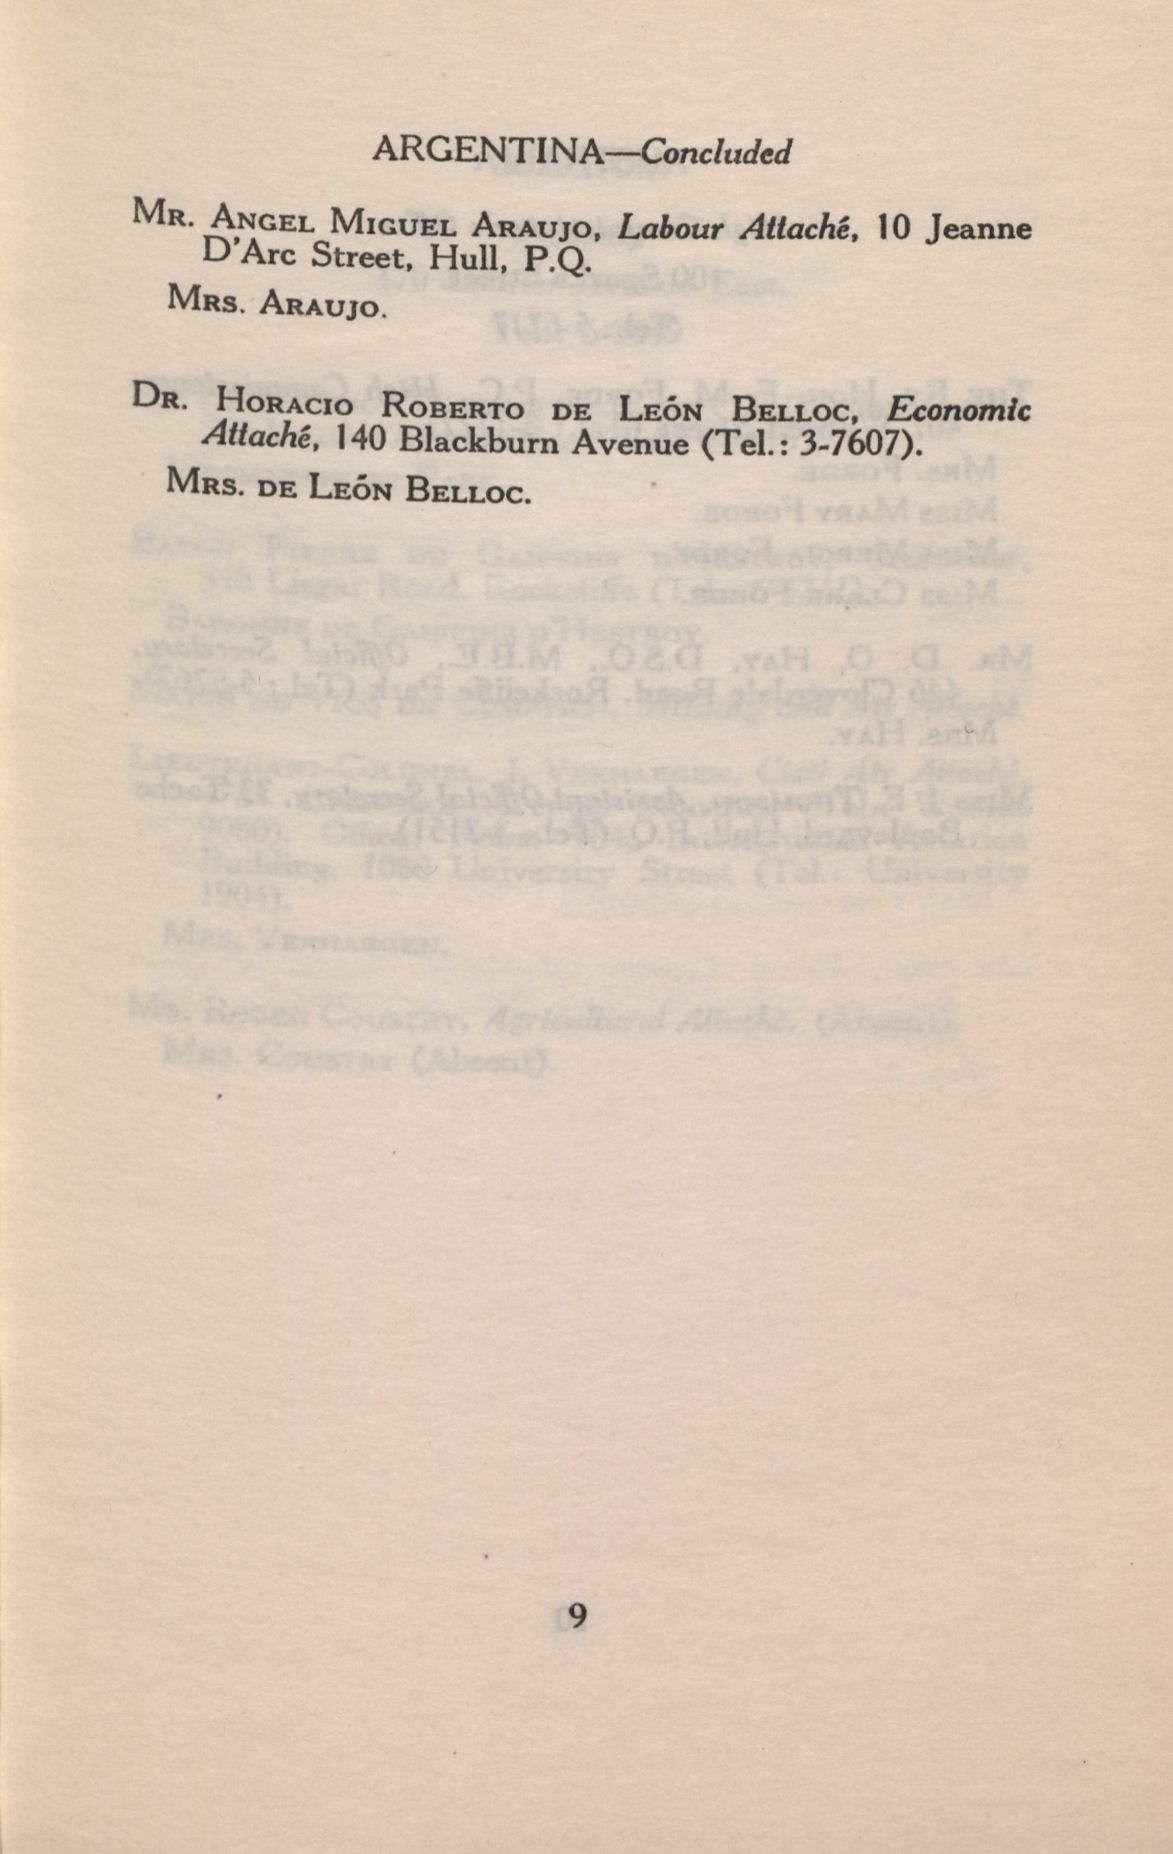 ARGENTINA—Concluded
MR. ANGEL MIGUEL ARAUJO, Labour Attaché, 10 Jeanne
D'Arc Street, Hull, P.Q.
MRS. ARAUJO.
DR. HORACIO ROBERTO DE LEÓN BELLOC, Economic
Attaché, 140 Blackburn Avenue (Tel.: 3-7607).
MRS. DE LEÓN BELLOC.
9